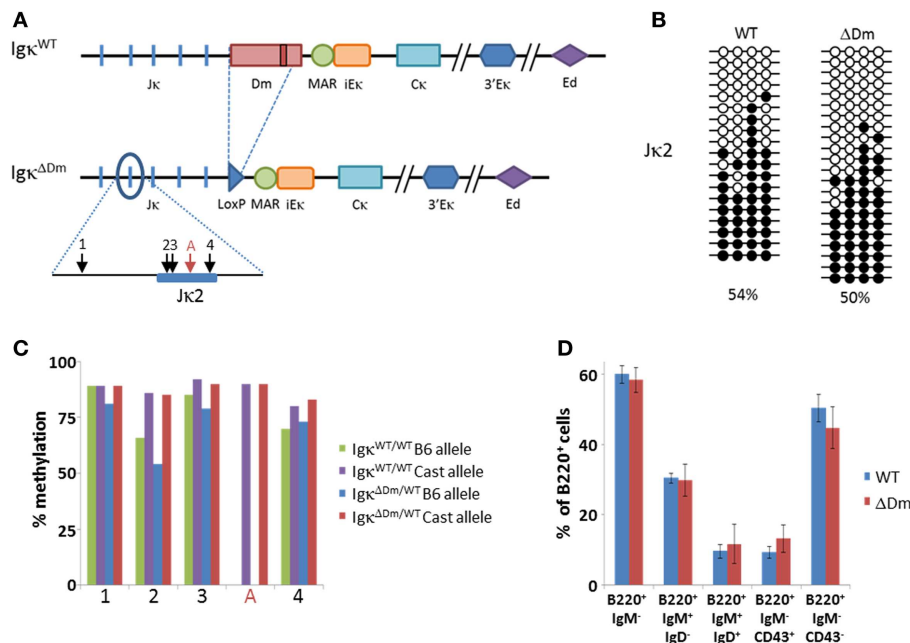 A
Igκ^WT
Jκ Dm MAR iEκ Cκ 3'Eκ Ed
Igκ^ΔDm
Jκ LoxP MAR iEκ Cκ 3'Eκ Ed
1 23 A 4
Jκ2
B
WT ΔDm
Jκ2
54% 50%
C
% methylation
100
75
50
25
0
1 2 3 A 4
Igκ^WT/WT B6 allele
Igκ^WT/WT Cast allele
Igκ^ΔDm/WT B6 allele
Igκ^ΔDm/WT Cast allele
D
% of B220⁺ cells
60
40
20
0
B220⁺ B220⁺ B220⁺ B220⁺ B220⁺
IgM⁻ IgM⁺ IgM⁺ IgM⁻ IgM⁻
IgD⁻ IgD⁺ CD43⁺ CD43⁻
WT
ΔDm